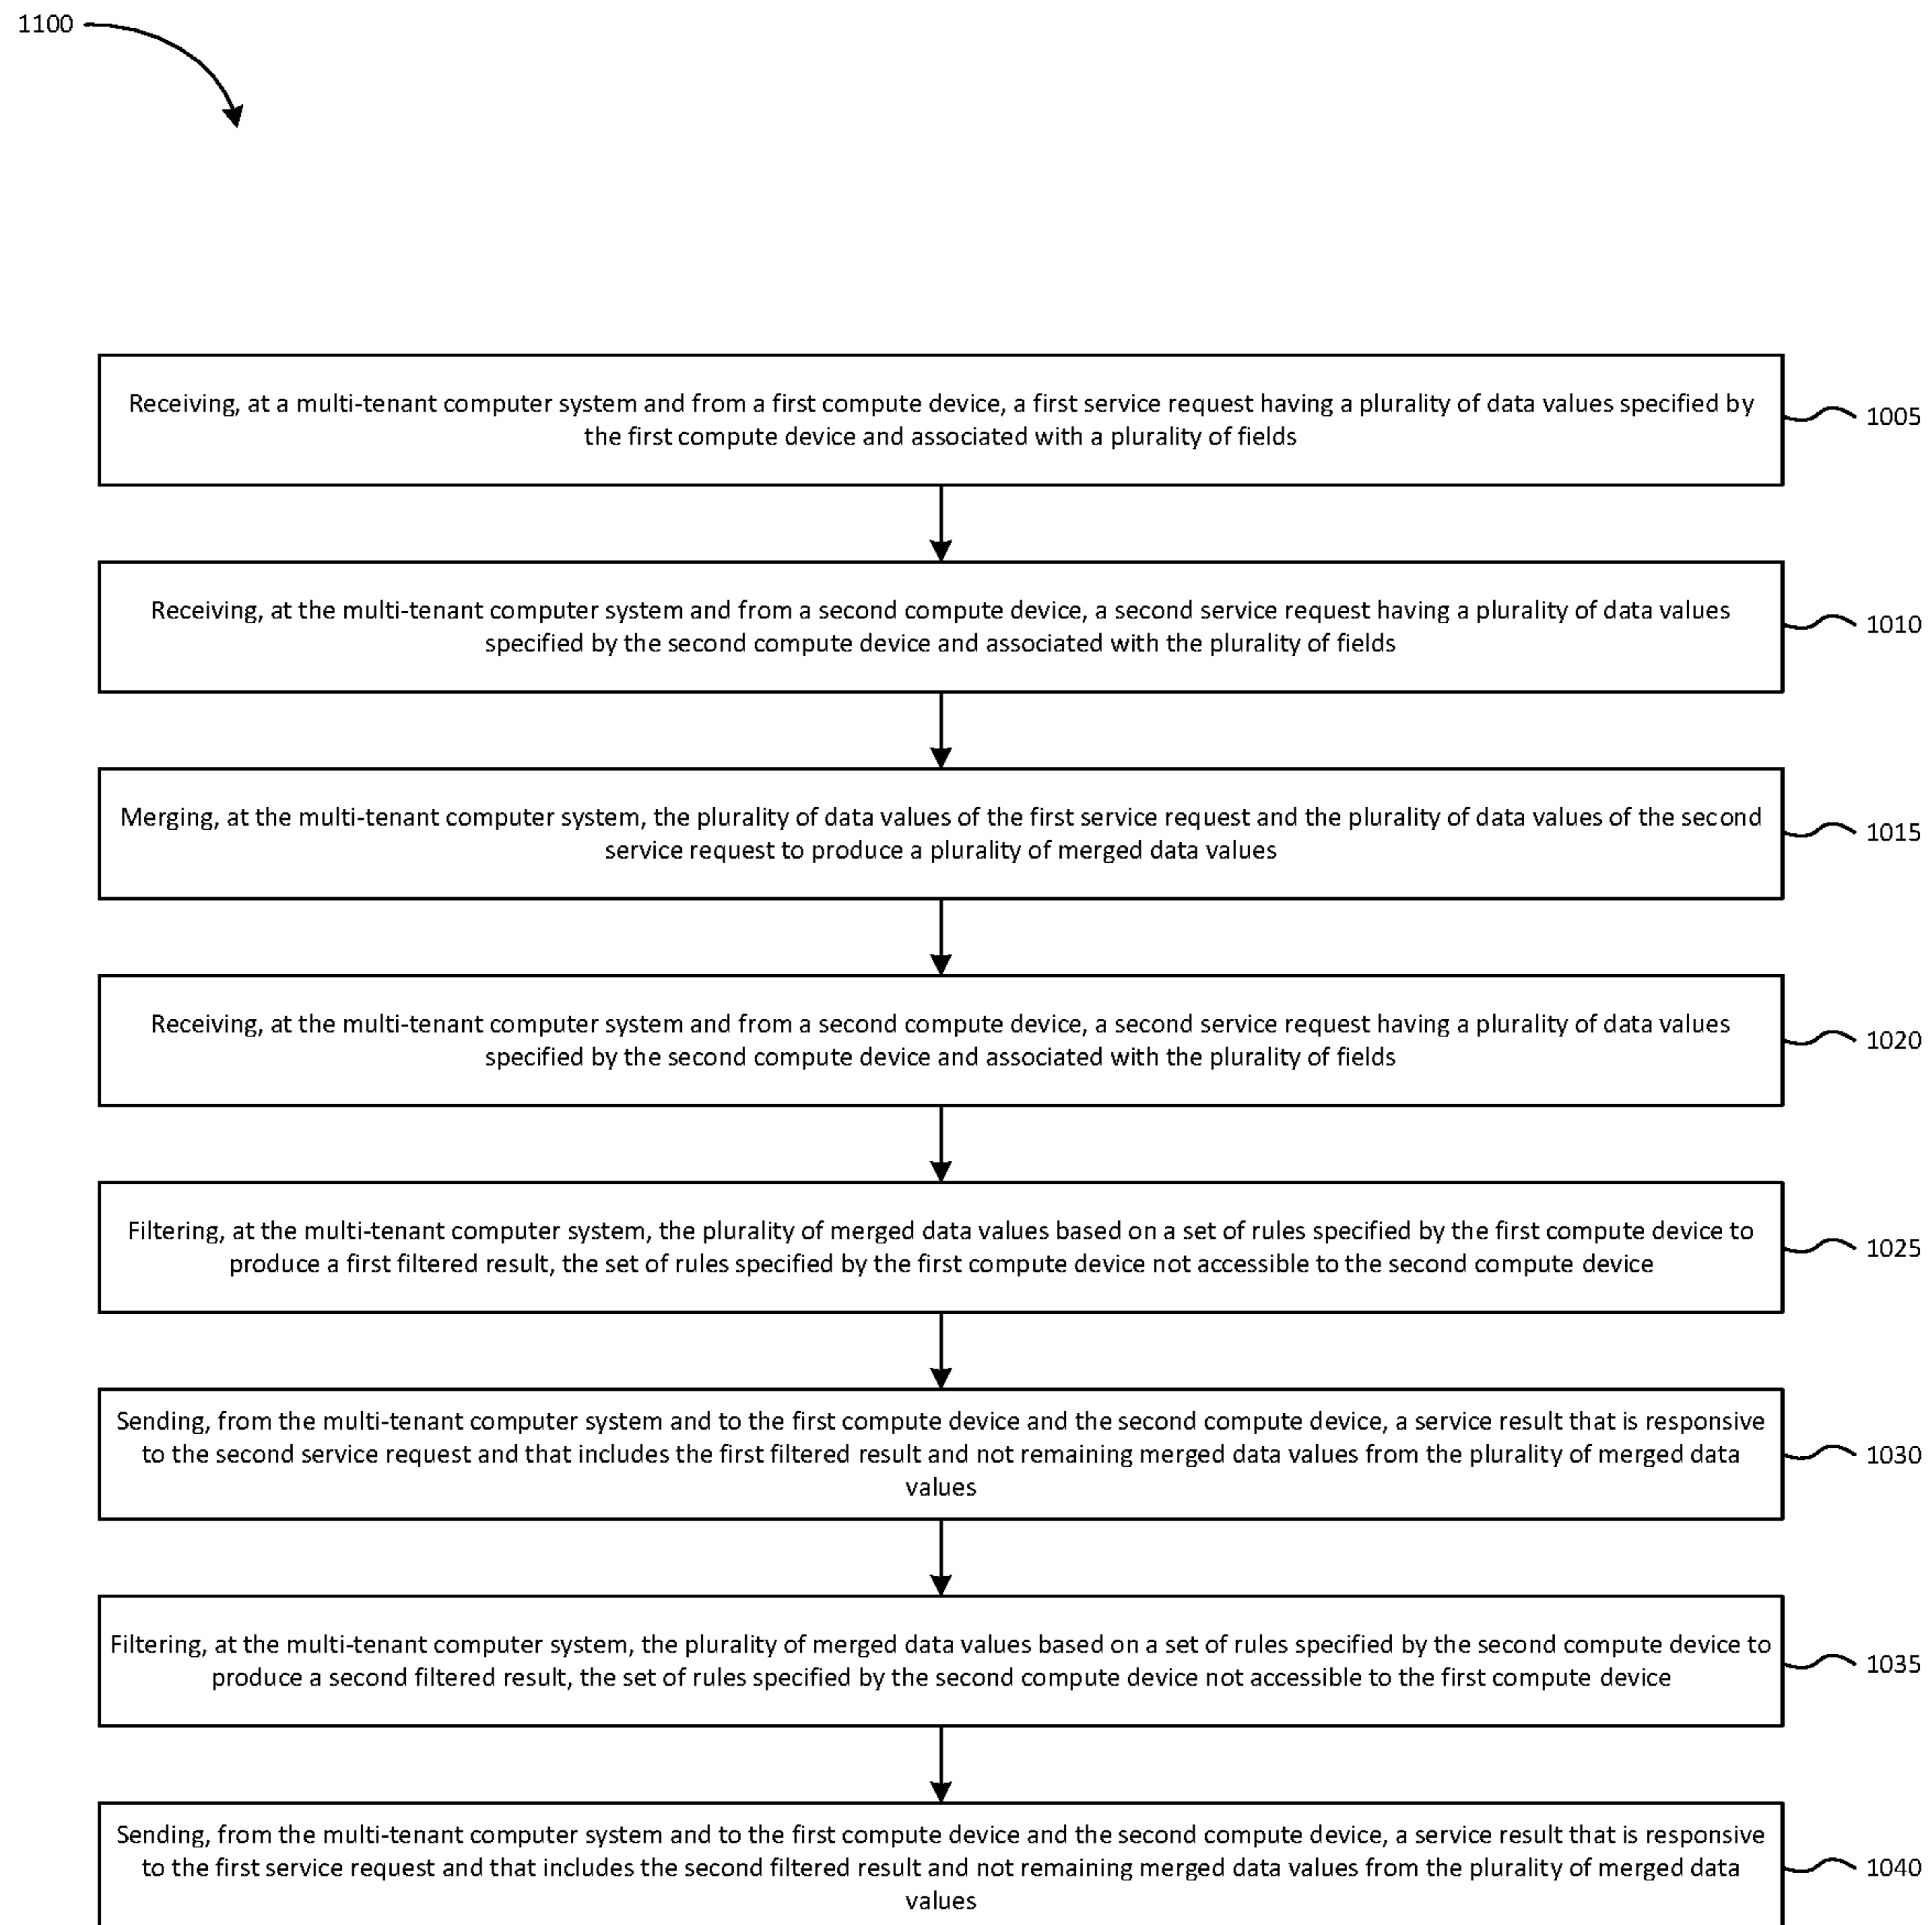 1100
Receiving, at a multi-tenant computer system and from a first compute device, a first service request having a plurality of data values specified by
the first compute device and associated with a plurality of fields
1005
Receiving, at the multi-tenant computer system and from a second compute device, a second service request having a plurality of data values
specified by the second compute device and associated with the plurality of fields
1010
Merging, at the multi-tenant computer system, the plurality of data values of the first service request and the plurality of data values of the second
service request to produce a plurality of merged data values
1015
Receiving, at the multi-tenant computer system and from a second compute device, a second service request having a plurality of data values
specified by the second compute device and associated with the plurality of fields
1020
Filtering, at the multi-tenant computer system, the plurality of merged data values based on a set of rules specified by the first compute device to
produce a first filtered result, the set of rules specified by the first compute device not accessible to the second compute device
1025
Sending, from the multi-tenant computer system and to the first compute device and the second compute device, a service result that is responsive
to the second service request and that includes the first filtered result and not remaining merged data values from the plurality of merged data
values
1030
Filtering, at the multi-tenant computer system, the plurality of merged data values based on a set of rules specified by the second compute device to
produce a second filtered result, the set of rules specified by the second compute device not accessible to the first compute device
1035
Sending, from the multi-tenant computer system and to the first compute device and the second compute device, a service result that is responsive
to the first service request and that includes the second filtered result and not remaining merged data values from the plurality of merged data
values
1040